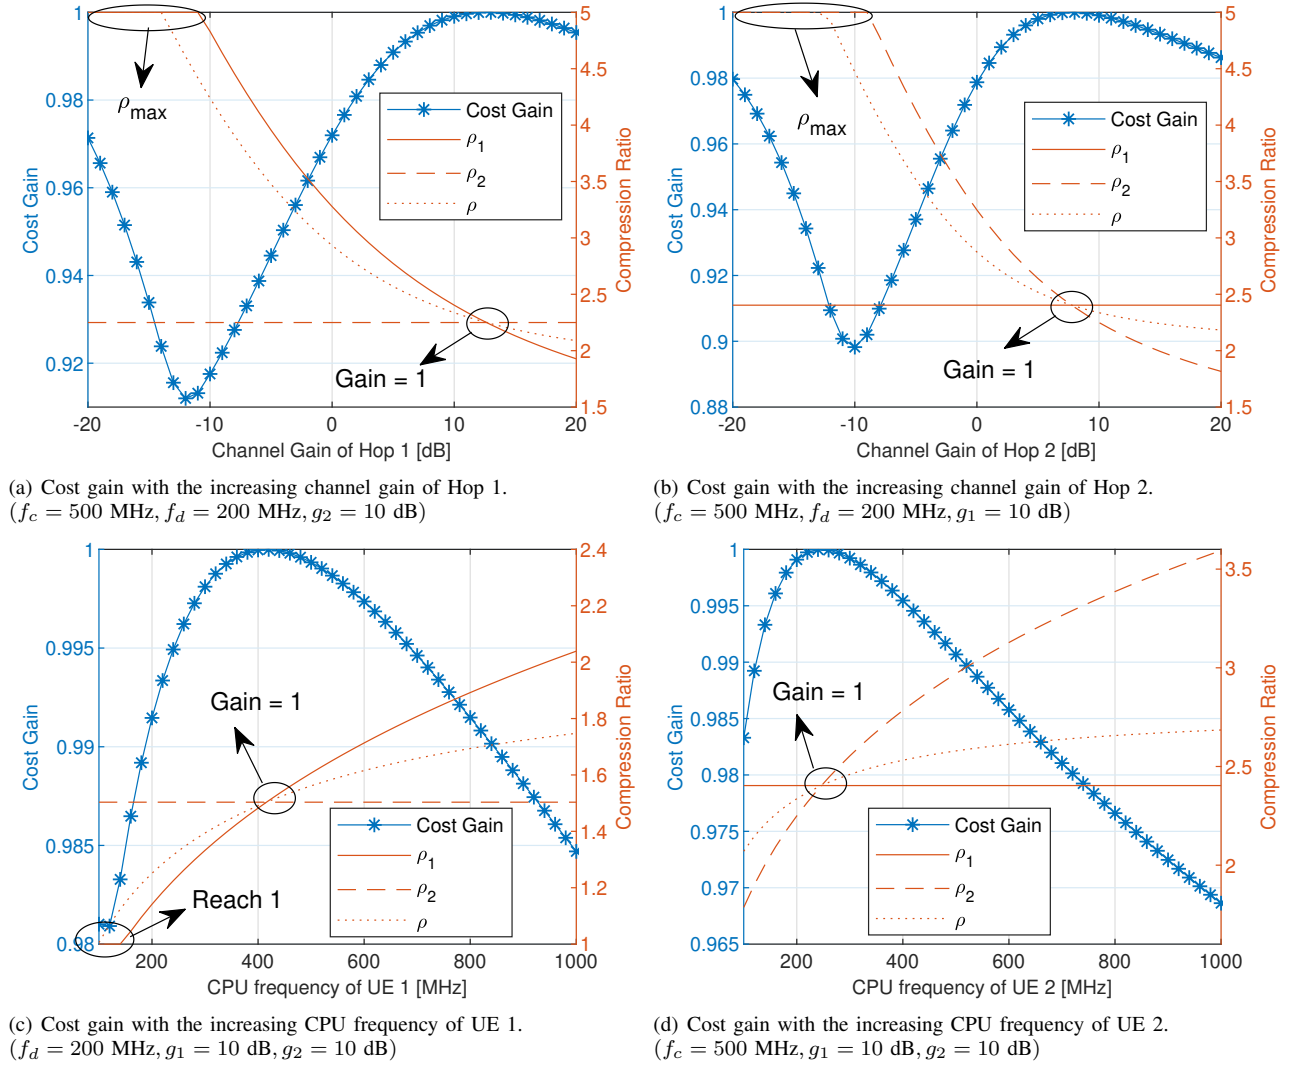 1
0.98
0.96
0.94
0.92
Cost Gain
5
4.5
4
3.5
3
2.5
2
1.5
Compression Ratio
-20 -10 0 10 20
Channel Gain of Hop 1 [dB]
ρmax
Cost Gain
ρ1
ρ2
ρ
Gain = 1
(a) Cost gain with the increasing channel gain of Hop 1.
(fc = 500 MHz, fd = 200 MHz, g2 = 10 dB)
1
0.98
0.96
0.94
0.92
0.9
0.88
Cost Gain
5
4.5
4
3.5
3
2.5
2
1.5
Compression Ratio
-20 -10 0 10 20
Channel Gain of Hop 2 [dB]
ρmax
Cost Gain
ρ1
ρ2
ρ
Gain = 1
(b) Cost gain with the increasing channel gain of Hop 2.
(fc = 500 MHz, fd = 200 MHz, g1 = 10 dB)
1
0.995
0.99
0.985
0.98
Cost Gain
2.4
2.2
2
1.8
1.6
1.4
1.2
1
Compression Ratio
200 400 600 800 1000
CPU frequency of UE 1 [MHz]
Gain = 1
Reach 1
Cost Gain
ρ1
ρ2
ρ
(c) Cost gain with the increasing CPU frequency of UE 1.
(fd = 200 MHz, g1 = 10 dB, g2 = 10 dB)
1
0.995
0.99
0.985
0.98
0.975
0.97
0.965
Cost Gain
3.5
3
2.5
2
Compression Ratio
200 400 600 800 1000
CPU frequency of UE 2 [MHz]
Gain = 1
Cost Gain
ρ1
ρ2
ρ
(d) Cost gain with the increasing CPU frequency of UE 2.
(fc = 500 MHz, g1 = 10 dB, g2 = 10 dB)